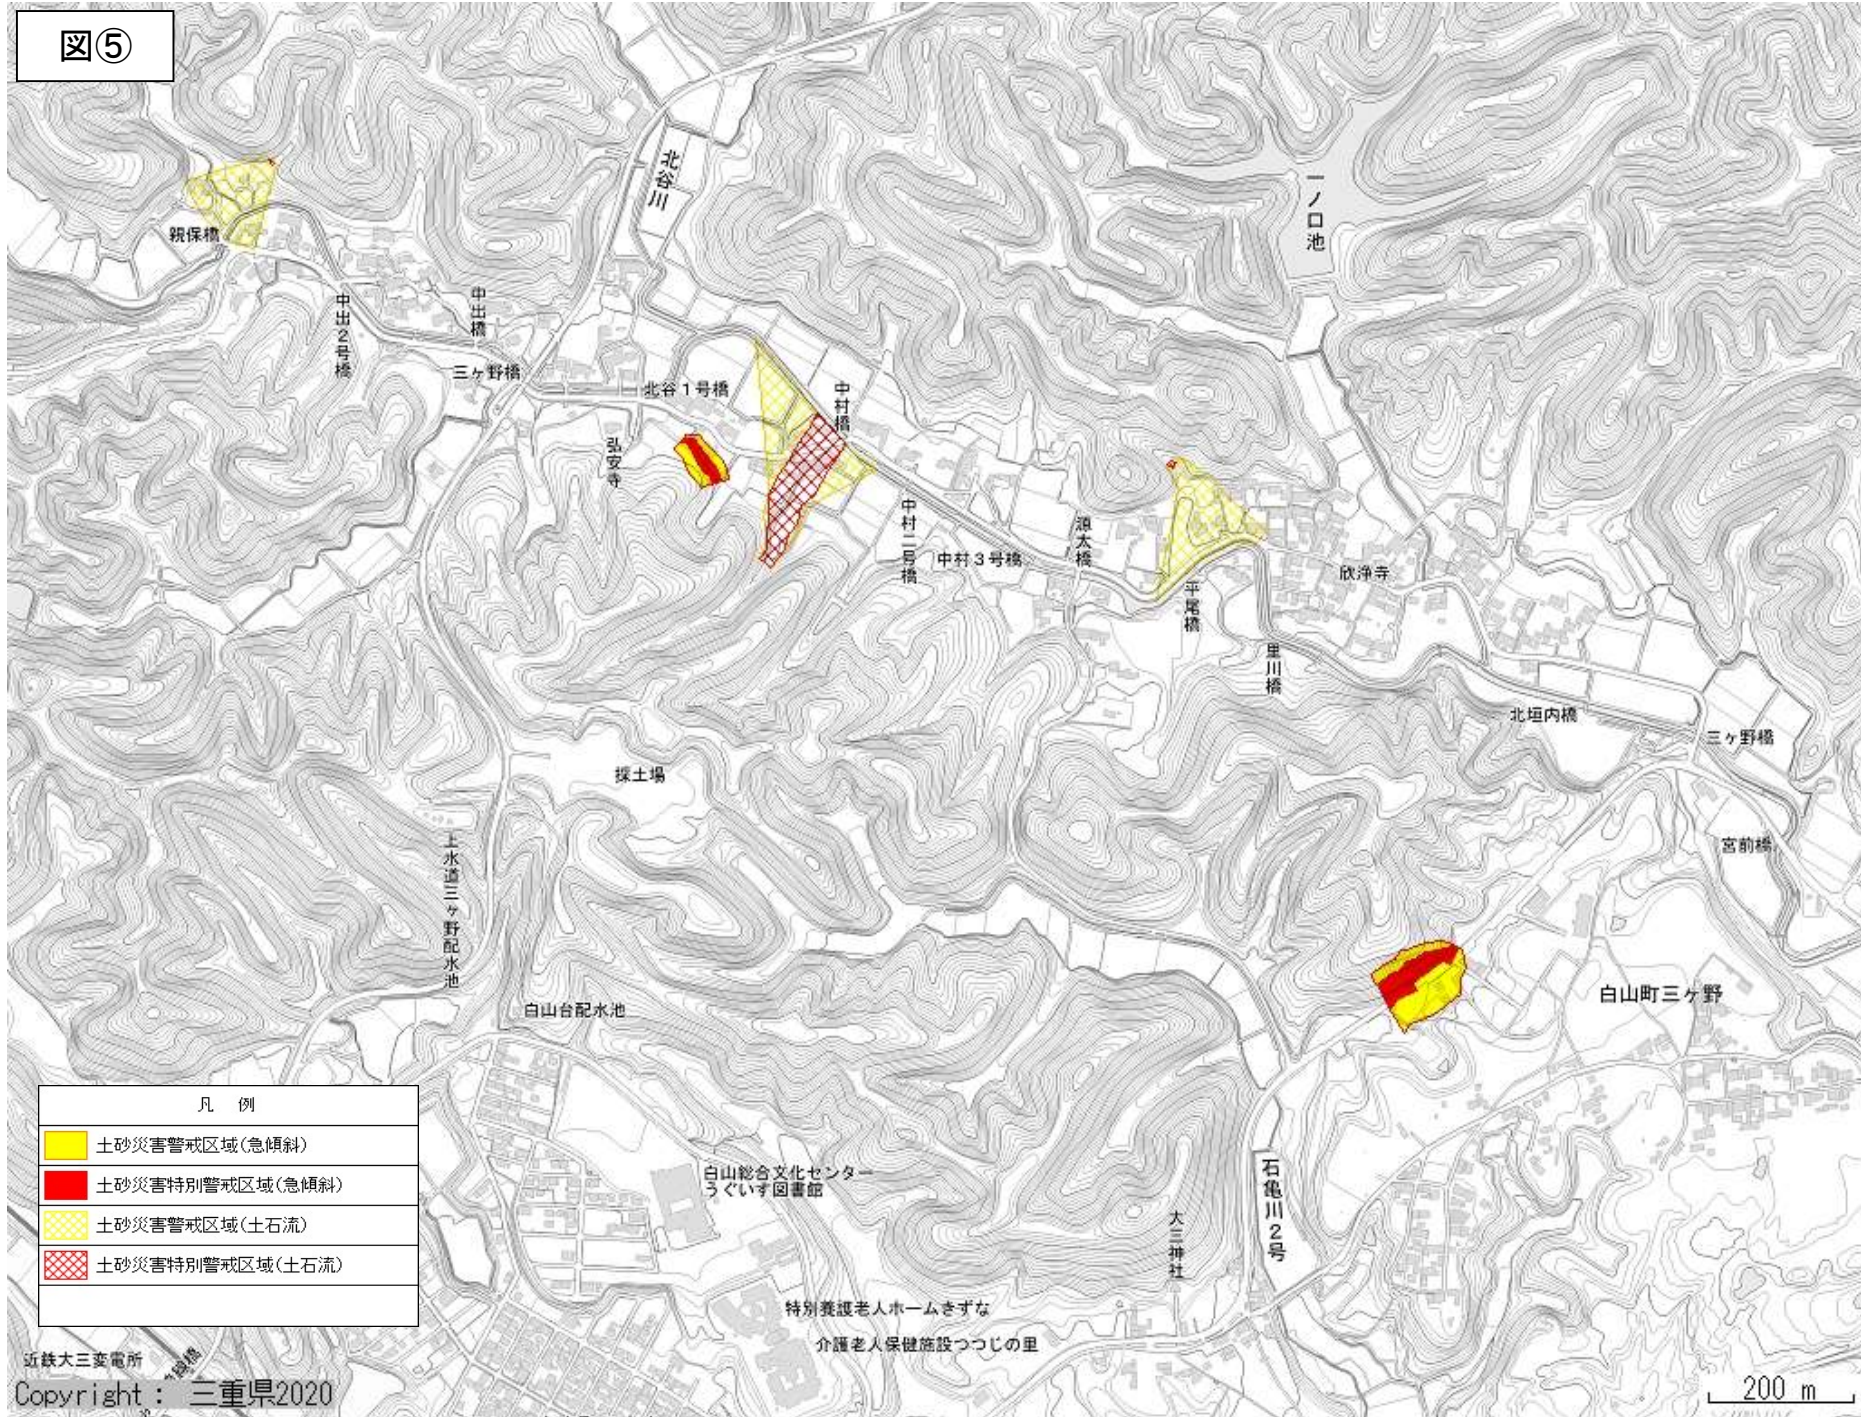 図⑤
北谷川
一ノ口池
親保橋
中出2号橋
中出橋
三ヶ野橋
北谷1号橋
中村橋
弘安寺
中村二号橋
中村3号橋
源太橋
平尾橋
欣浄寺
里川橋
北垣内橋
三ヶ野橋
採土場
宮前橋
上水道三ヶ野配水池
白山台配水池
白山町三ヶ野
凡 例
土砂災害警戒区域(急傾斜)
土砂災害特別警戒区域(急傾斜)
土砂災害警戒区域(土石流)
土砂災害特別警戒区域(土石流)
白山総合文化センター
うぐいす図書館
石亀川2号
大三神社
特別養護老人ホームきずな
介護老人保健施設つつじの里
近鉄大三変電所
Copyright : 三重県2020
200 m